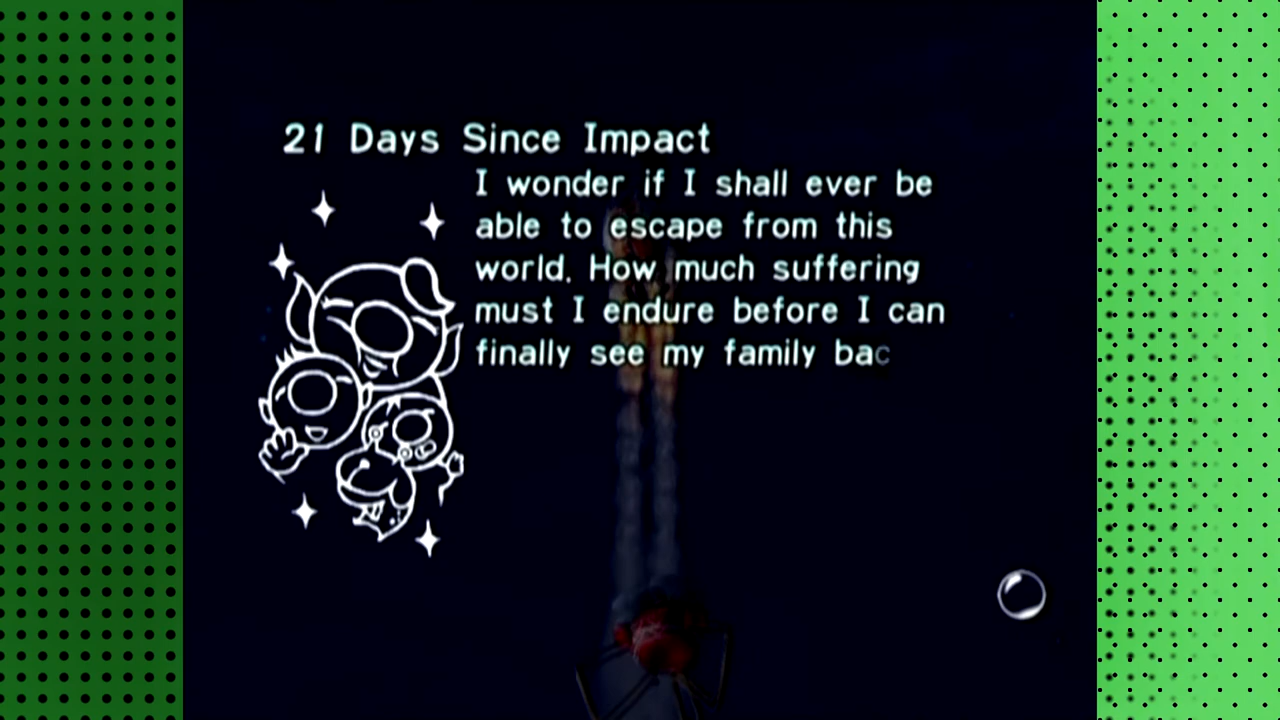 21 Days Since Impact
I wonder if I shall ever be
able to escape from this
world. How much suffering
must I endure before I can
finally see my family bac